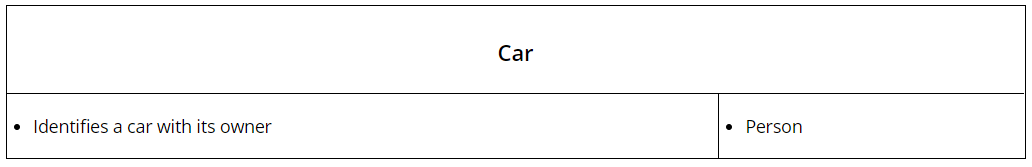 Car
• Identifies a car with its owner
• Person